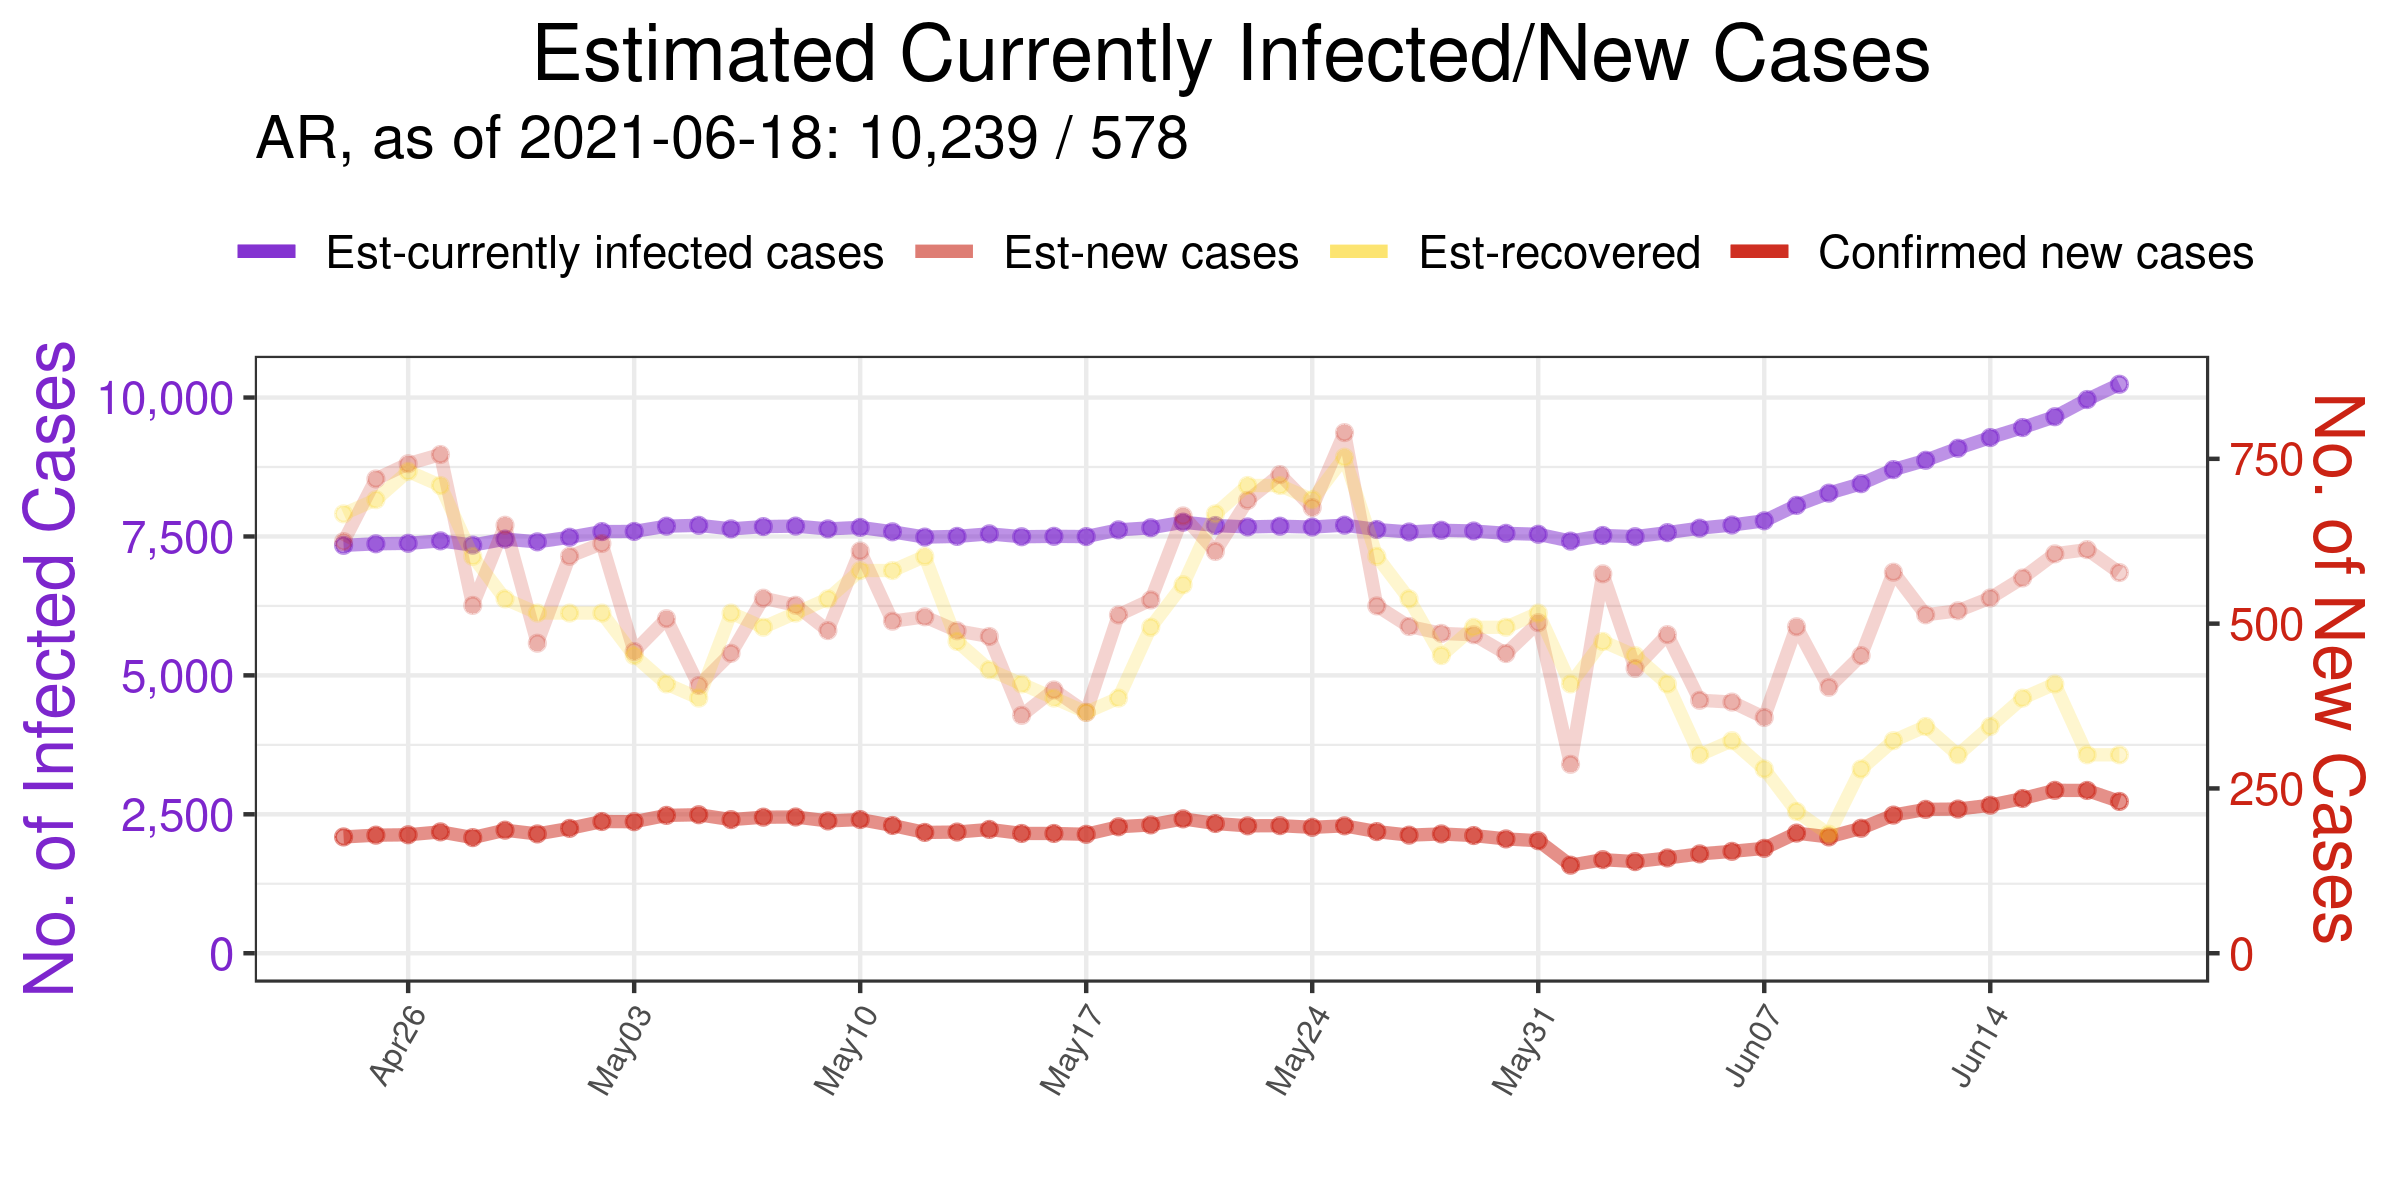 Estimated Currently Infected/New Cases
AR, as of 2021-06-18: 10,239 / 578
Est-currently infected cases Est-new cases Est-recovered Confirmed new cases
No. of Infected Cases
10,000
7,500
5,000
2,500
0
750
500
250
0
No. of New Cases
Apr26 May03 May10 May17 May24 May31 Jun07 Jun14